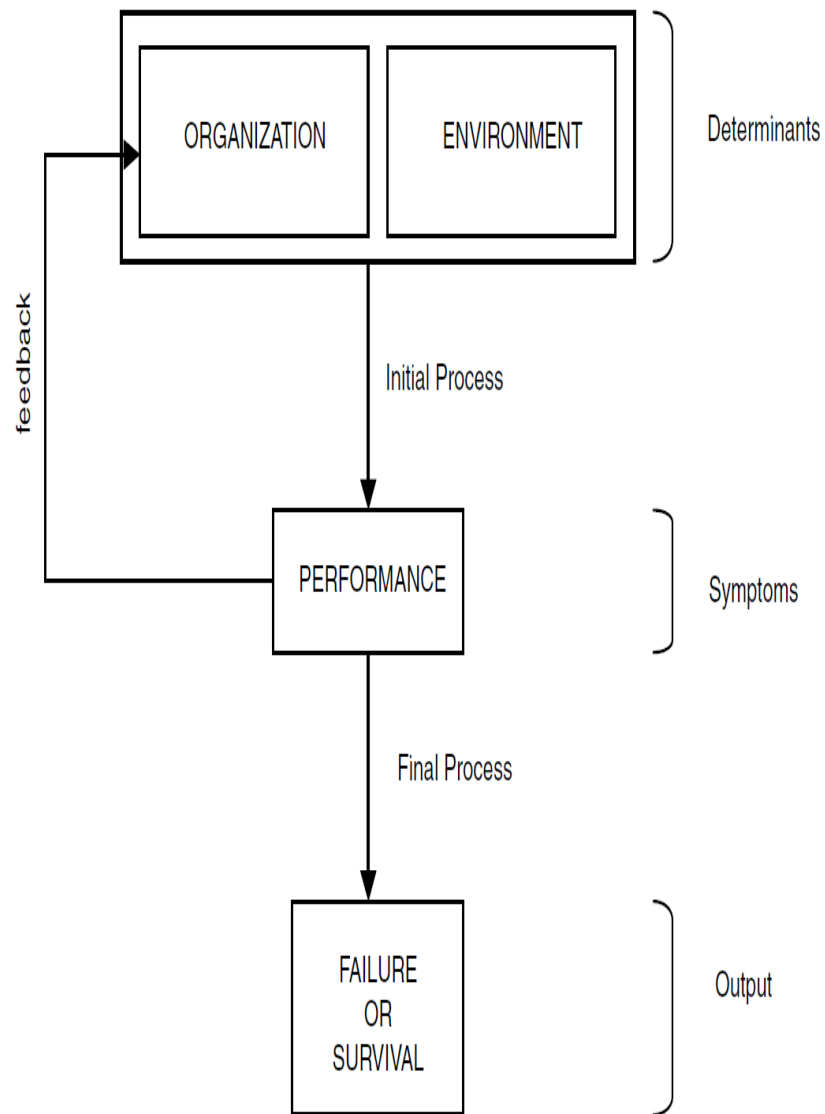 ORGANIZATION
ENVIRONMENT
Determinants
feedback
Initial Process
PERFORMANCE
Symptoms
Final Process
FAILURE
OR
SURVIVAL
Output